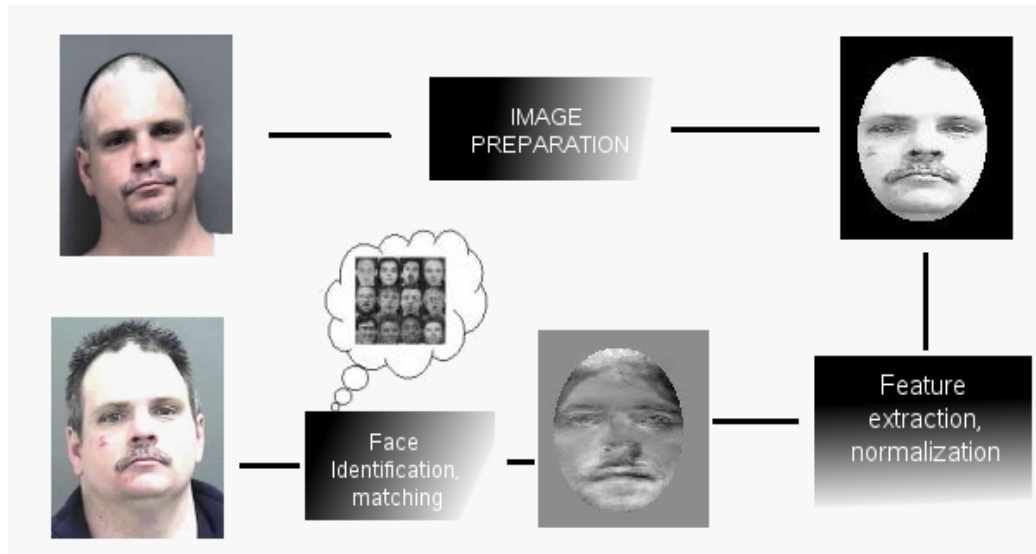 IMAGE
PREPARATION
Feature
extraction,
normalization
Face
Identification,
matching